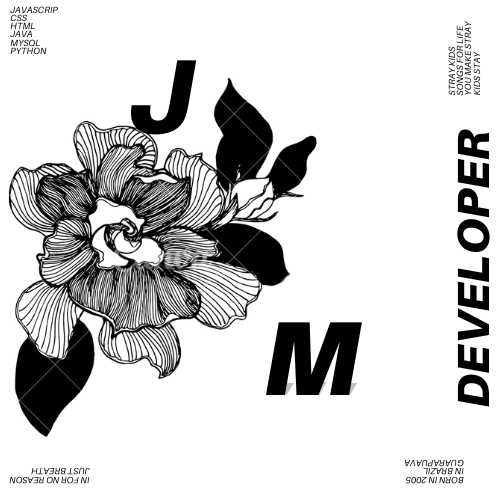 JAVASCRIP
CSS
HTML
JAVA
MYSQL
PYTHON
STRAY KIDS
SONGS FOR LIFE
YOU MAKE STRAY
KIDS STAY
J
M
DEVELOPER
IN FOR NO REASON
JUST BREATH
BORN IN 2005
IN BRAZIL
GUARAPUAVA